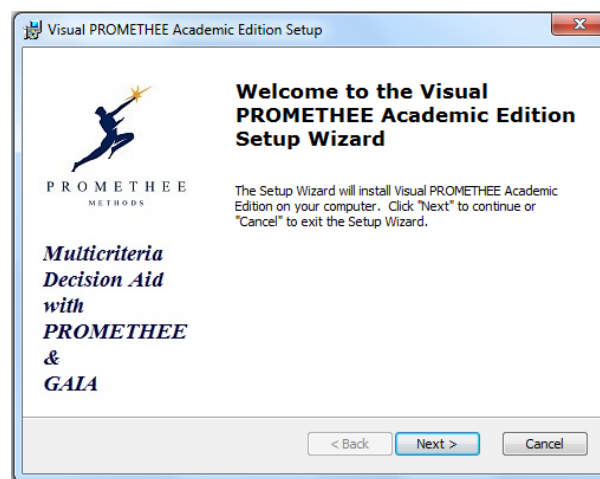 Visual PROMETHEE Academic Edition Setup
Welcome to the Visual
PROMETHEE Academic Edition
Setup Wizard
PROMETHEE
METHODS
The Setup Wizard will install Visual PROMETHEE Academic
Edition on your computer. Click "Next" to continue or
"Cancel" to exit the Setup Wizard.
Multicriteria
Decision Aid
with
PROMETHEE
&
GAIA
< Back
Next >
Cancel